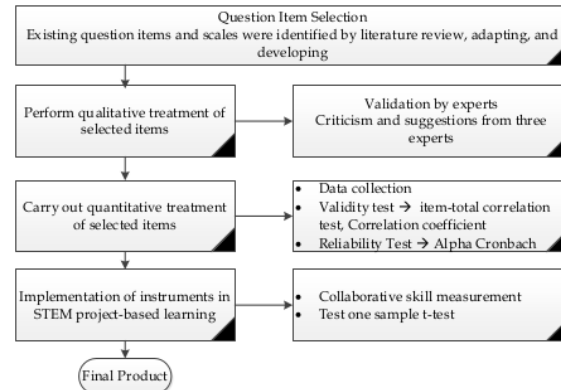 Question Item Selection
Existing question items and scales were identified by literature review, adapting, and
developing
Perform qualitative treatment of
selected items
Validation by experts
Criticism and suggestions from three
experts
Carry out quantitative treatment
of selected items
• Data collection
• Validity test → item-total correlation
test, Correlation coefficient
• Reliability Test → Alpha Cronbach
Implementation of instruments in
STEM project-based learning
• Collaborative skill measurement
• Test one sample t-test
Final Product